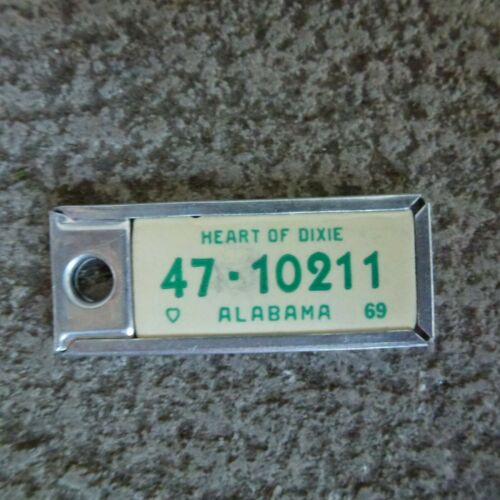 HEART OF DIXIE
47·10211
♡ ALABAMA 69